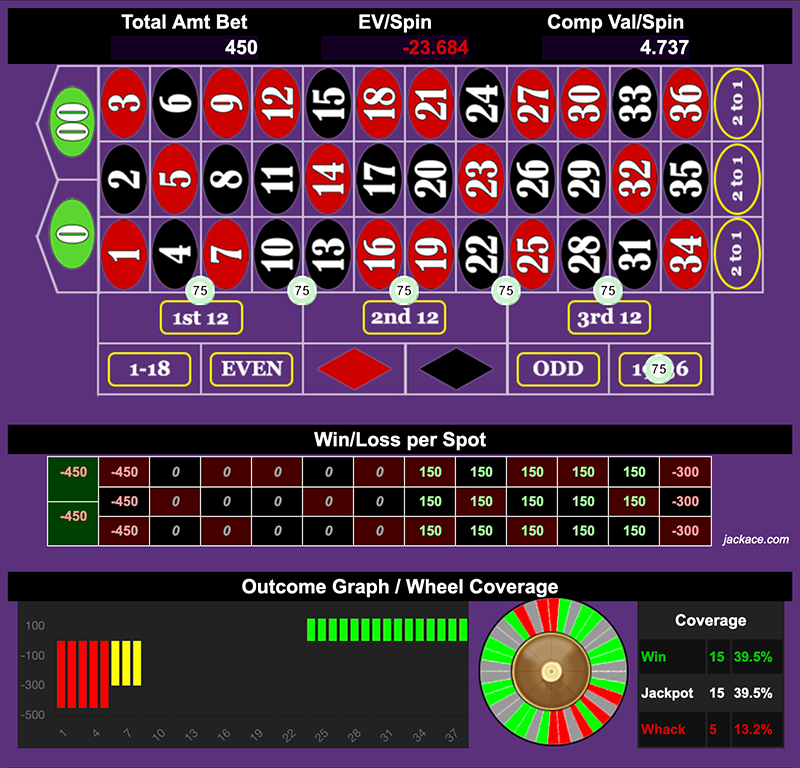 Total Amt Bet EV/Spin Comp Val/Spin
450 -23.684 4.737
00 3 6 9 12 15 18 21 24 27 30 33 36 2 to 1
2 5 8 11 14 17 20 23 26 29 32 35 2 to 1
0 1 4 7 10 13 16 19 22 25 28 31 34 2 to 1
75 75 75 75 75
1st 12 2nd 12 3rd 12
1-18 EVEN ODD 75
Win/Loss per Spot
-450 -450 0 0 0 0 0 150 150 150 150 150 -300
-450 0 0 0 0 0 150 150 150 150 150 -300
-450 -450 0 0 0 0 0 150 150 150 150 150 -300
jackace.com
Outcome Graph / Wheel Coverage
100
-100
-300
-500
1 4 7 10 13 16 19 22 25 28 31 34 37
Coverage
Win 15 39.5%
Jackpot 15 39.5%
Whack 5 13.2%